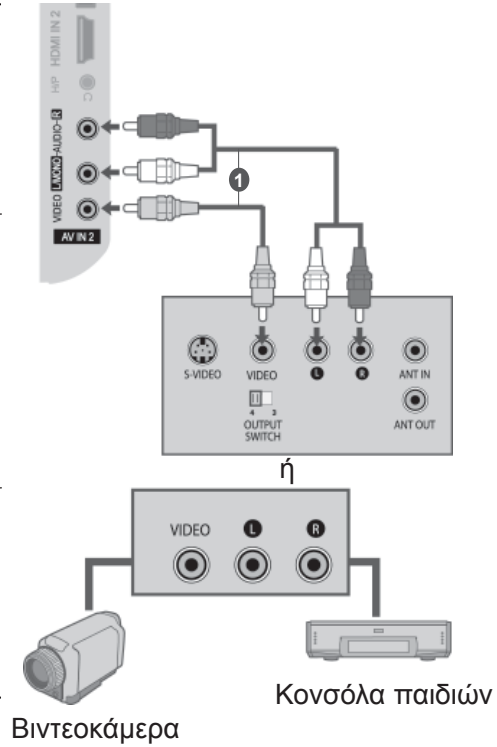 HDMI IN 2
H/P
VIDEO L/MONO-AUDIO-R
AV IN 2
1
S-VIDEO
VIDEO
L
R
ANT IN
4 3
OUTPUT
SWITCH
ANT OUT
ή
VIDEO
L
R
Κονσόλα παιδιών
Βιντεοκάμερα